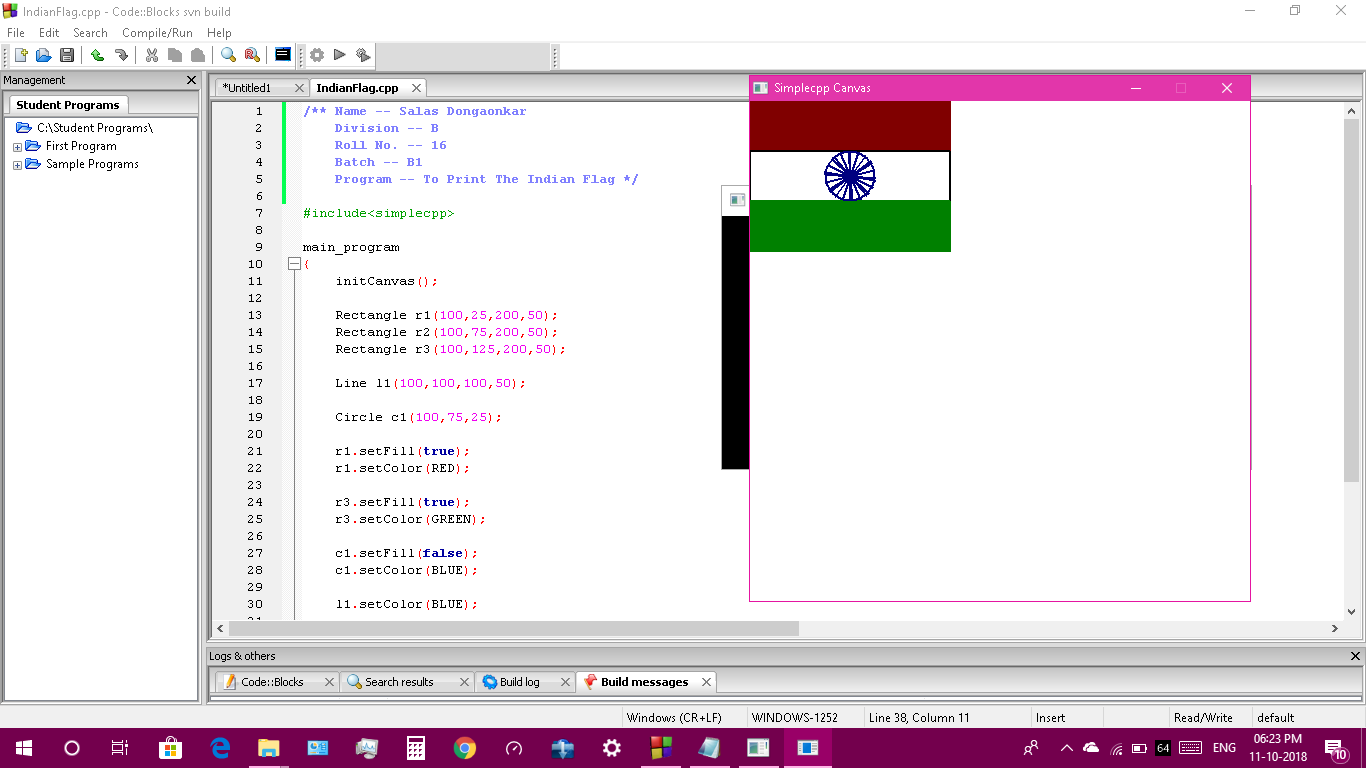 IndianFlag.cpp - Code::Blocks svn build
File Edit Search Compile/Run Help
Management
Student Programs
C:\Student Programs\
First Program
Sample Programs
*Untitled1
IndianFlag.cpp
1 /** Name -- Salas Dongaonkar
2 Division -- B
3 Roll No. -- 16
4 Batch -- B1
5 Program -- To Print The Indian Flag */
6
7 #include<simplecpp>
8
9 main_program
10 {
11 initCanvas();
12
13 Rectangle r1(100,25,200,50);
14 Rectangle r2(100,75,200,50);
15 Rectangle r3(100,125,200,50);
16
17 Line l1(100,100,100,50);
18
19 Circle c1(100,75,25);
20
21 r1.setFill(true);
22 r1.setColor(RED);
23
24 r3.setFill(true);
25 r3.setColor(GREEN);
26
27 c1.setFill(false);
28 c1.setColor(BLUE);
29
30 l1.setColor(BLUE);
31
Simplecpp Canvas
Logs & others
Code::Blocks
Search results
Build log
Build messages
Windows (CR+LF) WINDOWS-1252 Line 38, Column 11 Insert Read/Write default
64
ENG
06:23 PM
11-10-2018
10